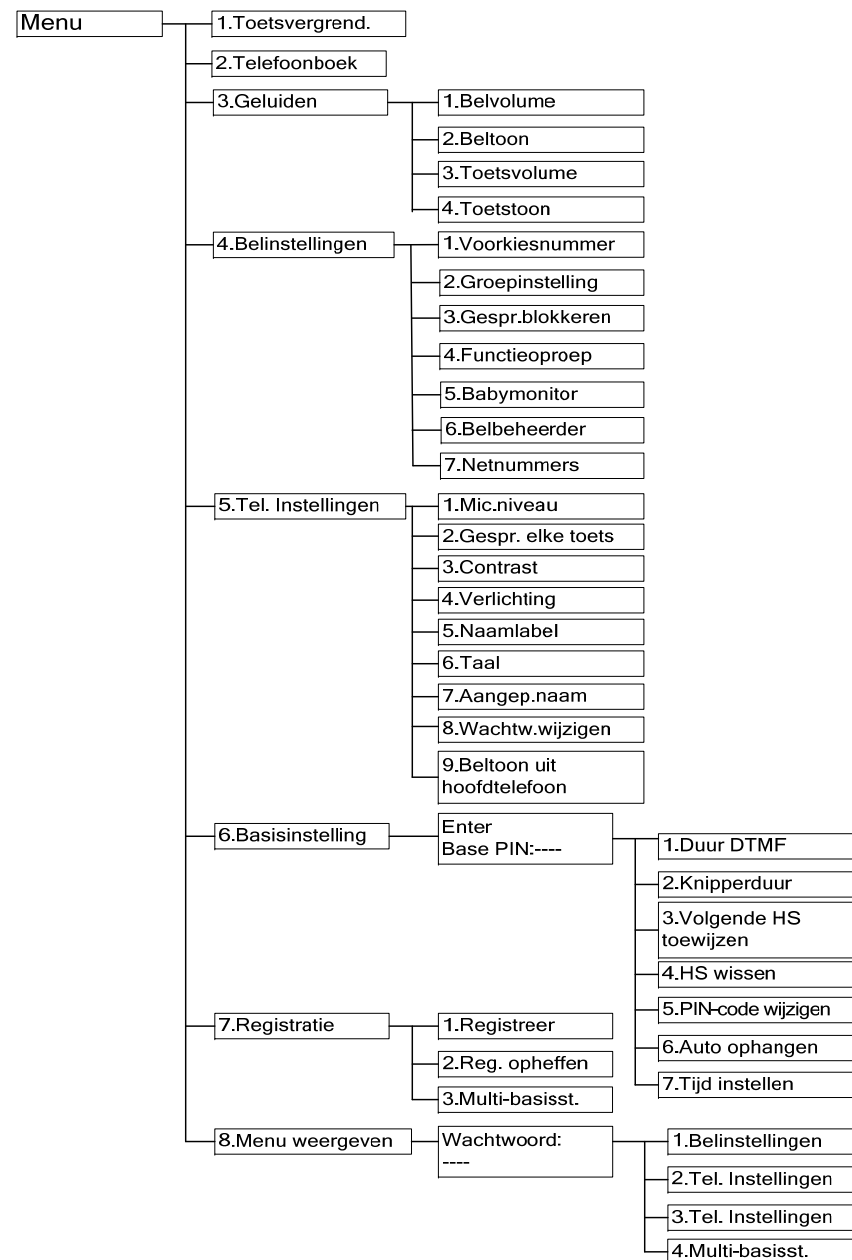 Menu
1.Toetsvergrend.
2.Telefoonboek
3.Geluiden
1.Belvolume
2.Beltoon
3.Toetsvolume
4.Toetstoon
4.Belinstellingen
1.Voorkiesnummer
2.Groepinstelling
3.Gespr.blokkeren
4.Functieoproep
5.Babymonitor
6.Belbeheerder
7.Netnummers
5.Tel. Instellingen
1.Mic.niveau
2.Gespr. elke toets
3.Contrast
4.Verlichting
5.Naamlabel
6.Taal
7.Aangep.naam
8.Wachtw.wijzigen
9.Beltoon uit
hoofdtelefoon
6.Basisinstelling
Enter
Base PIN:----
1.Duur DTMF
2.Knipperduur
3.Volgende HS
toewijzen
4.HS wissen
5.PIN-code wijzigen
6.Auto ophangen
7.Tijd instellen
7.Registratie
1.Registreer
2.Reg. opheffen
3.Multi-basisst.
8.Menu weergeven
Wachtwoord:
----
1.Belinstellingen
2.Tel. Instellingen
3.Tel. Instellingen
4.Multi-basisst.